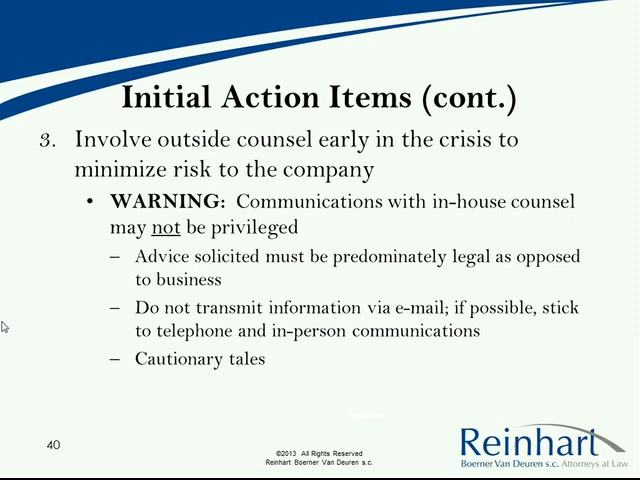 Initial Action Items (cont.)
3. Involve outside counsel early in the crisis to
minimize risk to the company
• WARNING: Communications with in-house counsel
may not be privileged
– Advice solicited must be predominately legal as opposed
to business
– Do not transmit information via e-mail; if possible, stick
to telephone and in-person communications
– Cautionary tales
40
©2013 All Rights Reserved
Reinhart Boerner Van Deuren s.c.
Reinhart
Boerner Van Deuren s.c. Attorneys at Law